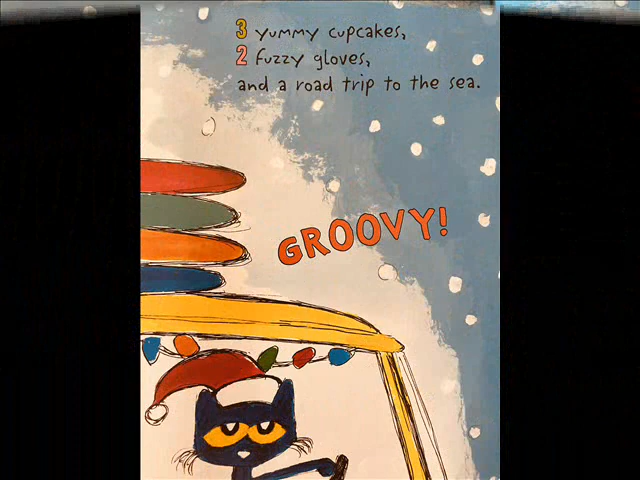 3 yummy cupcakes,
2 fuzzy gloves,
and a road trip to the sea.
GROOVY!